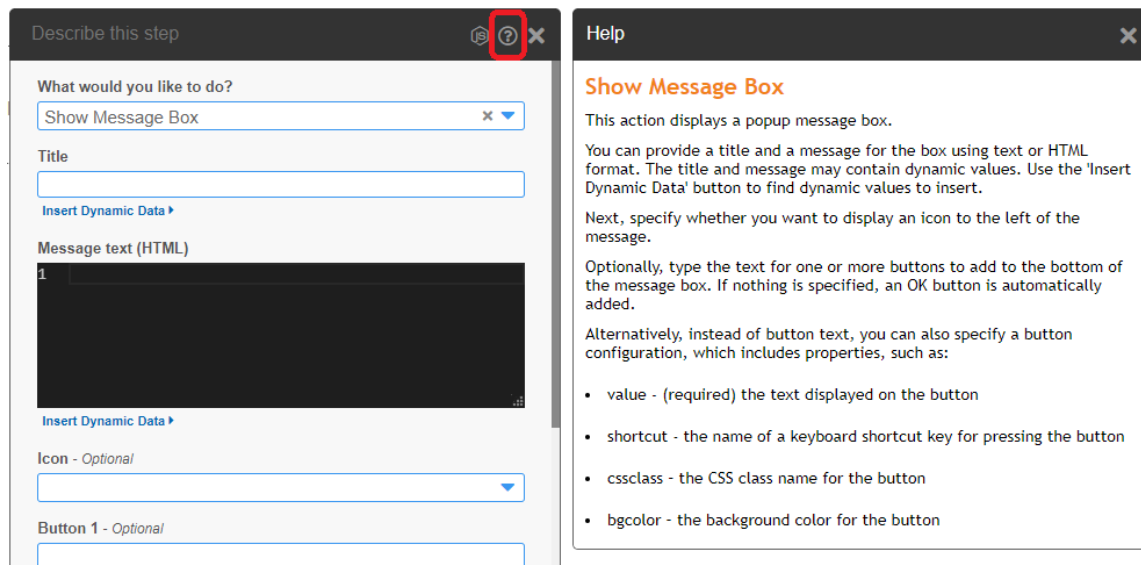 Describe this step
JS
?
What would you like to do?
Show Message Box
Title
Insert Dynamic Data
Message text (HTML)
1
Insert Dynamic Data
Icon - Optional
Button 1 - Optional
Help
Show Message Box
This action displays a popup message box.
You can provide a title and a message for the box using text or HTML
format. The title and message may contain dynamic values. Use the 'Insert
Dynamic Data' button to find dynamic values to insert.
Next, specify whether you want to display an icon to the left of the
message.
Optionally, type the text for one or more buttons to add to the bottom of
the message box. If nothing is specified, an OK button is automatically
added.
Alternatively, instead of button text, you can also specify a button
configuration, which includes properties, such as:
• value - (required) the text displayed on the button
• shortcut - the name of a keyboard shortcut key for pressing the button
• cssclass - the CSS class name for the button
• bgcolor - the background color for the button